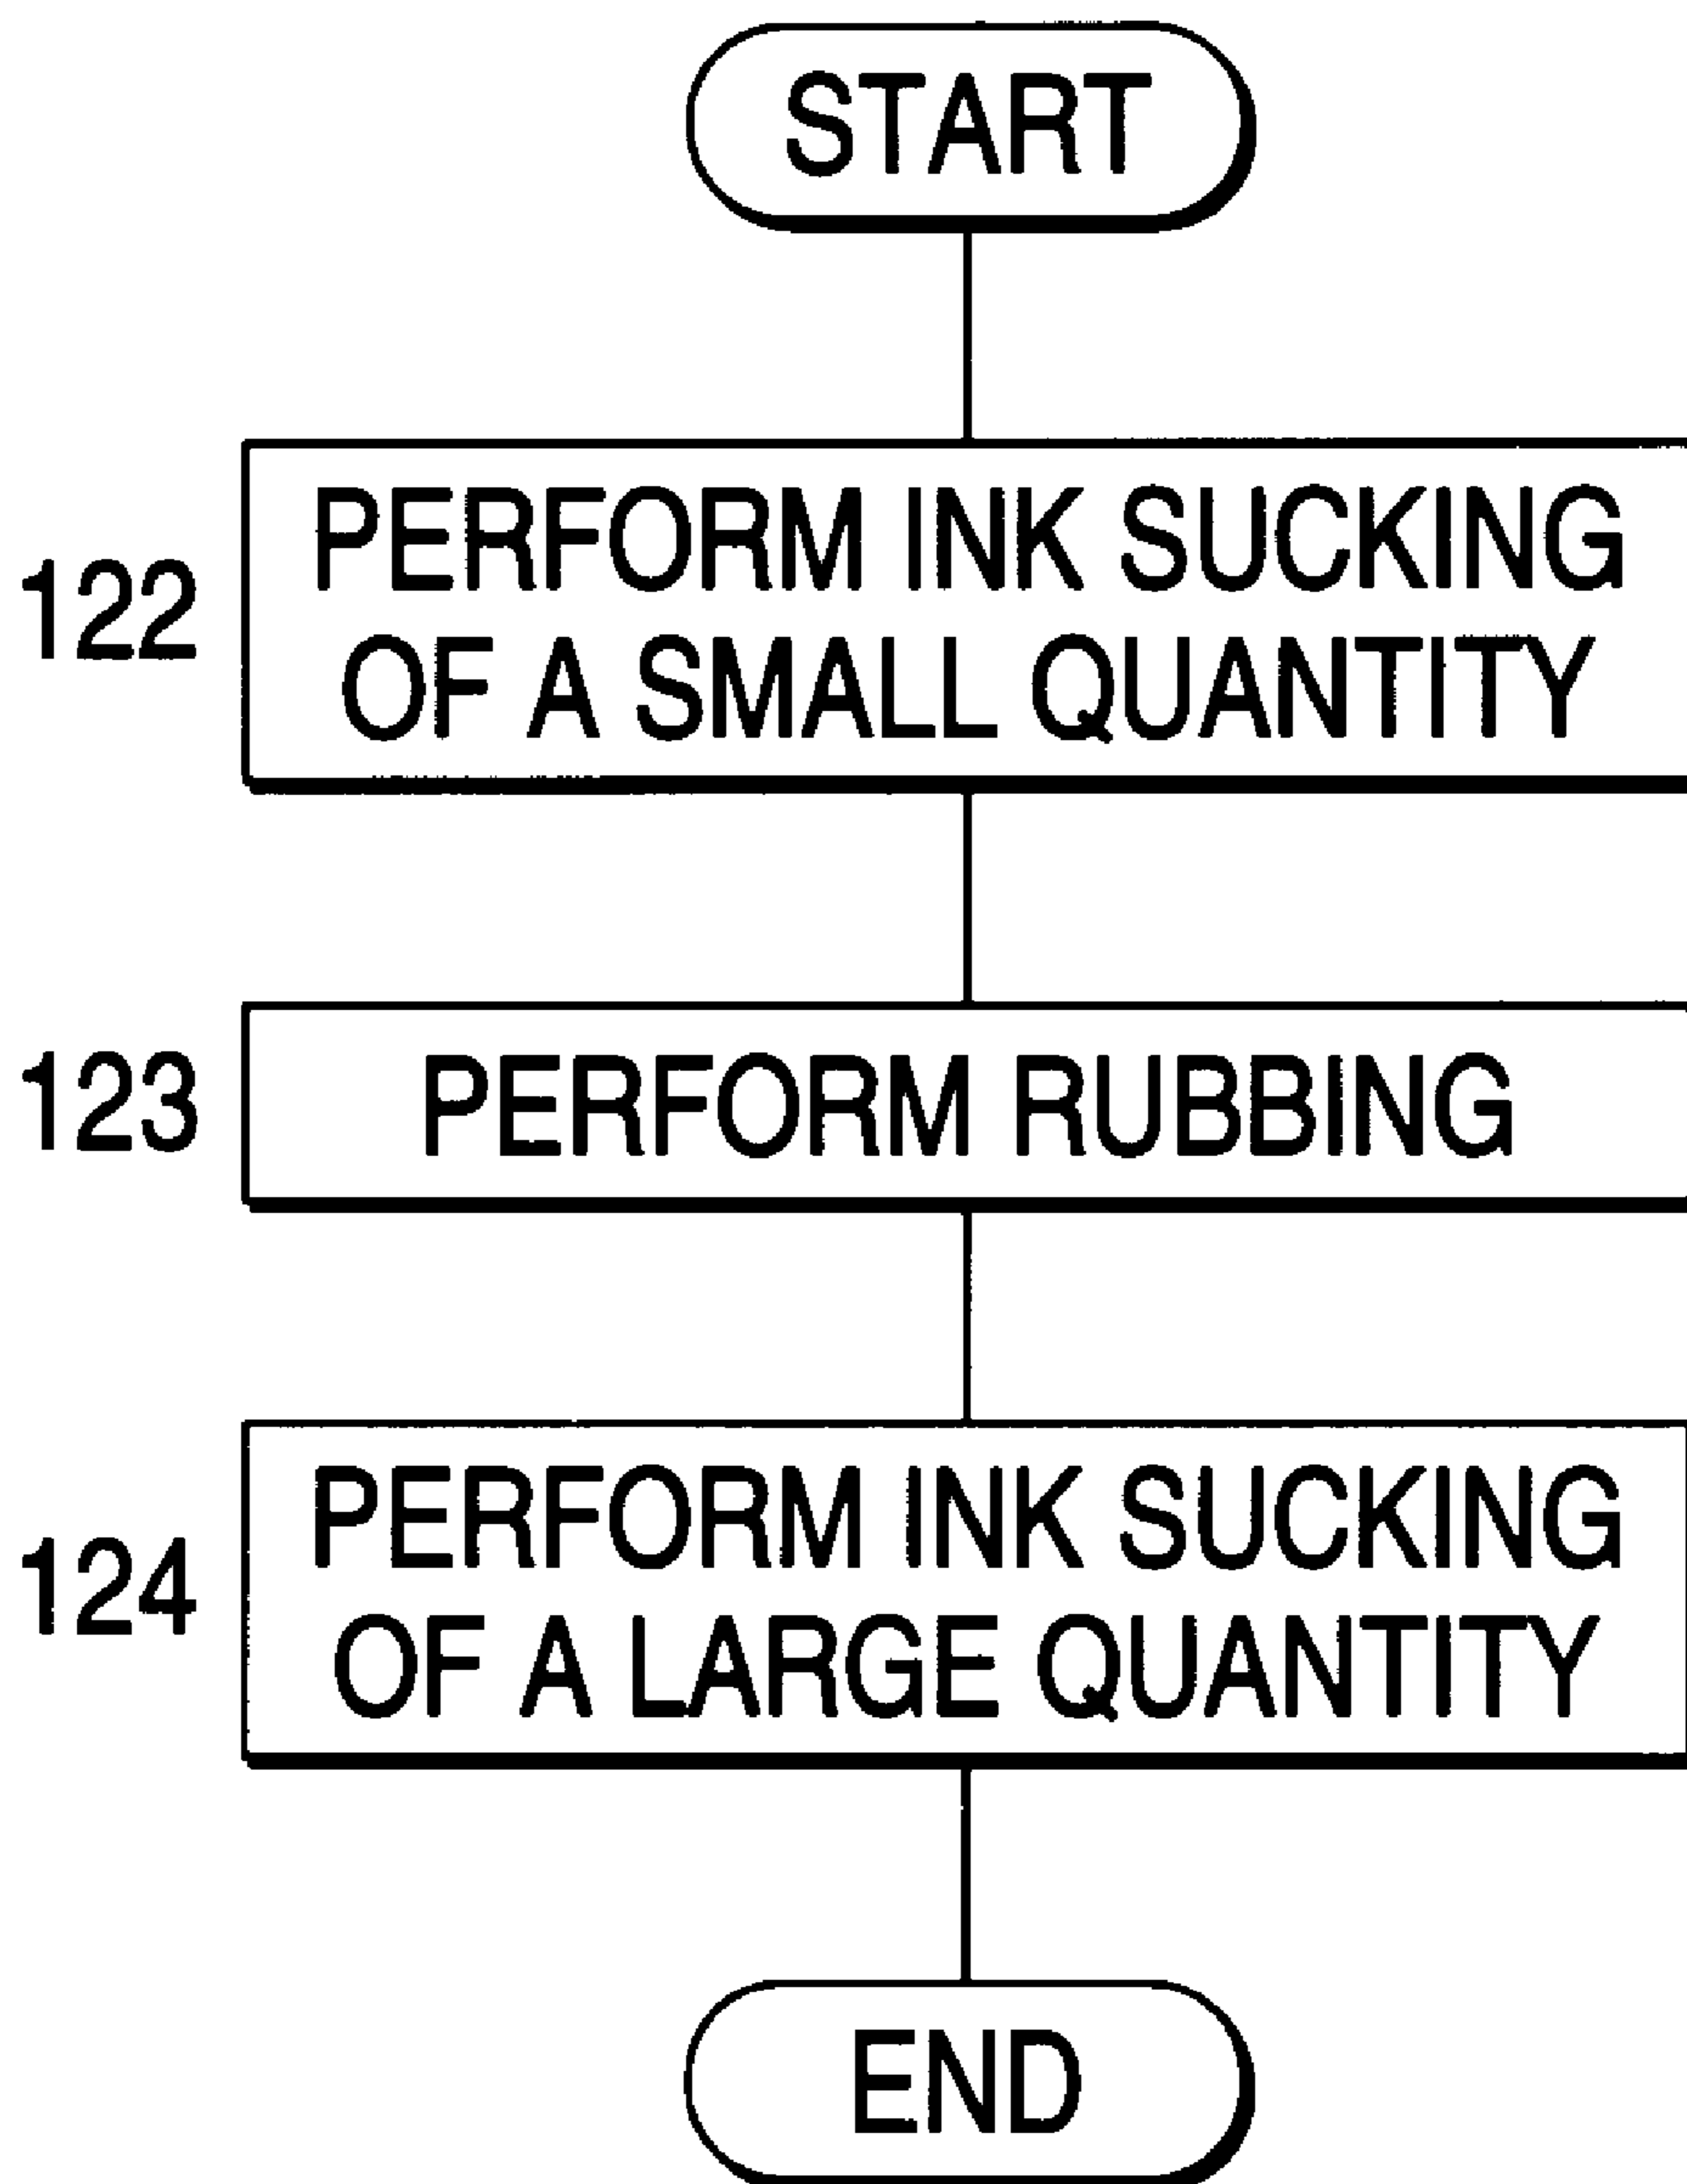 START
122
PERFORM INK SUCKING
OF A SMALL QUANTITY
123
PERFORM RUBBING
124
PERFORM INK SUCKING
OF A LARGE QUANTITY
END